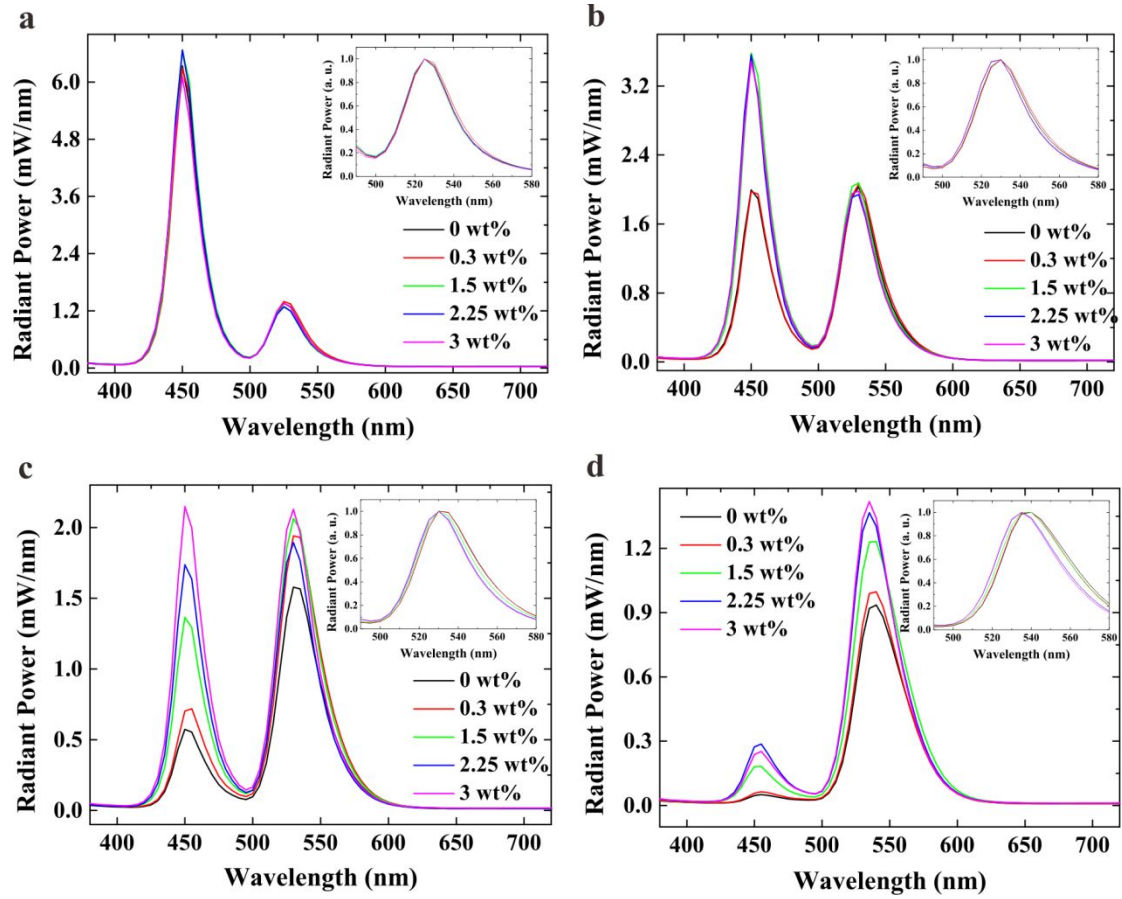 a
Radiant Power (mW/nm)
6.0
4.8
3.6
2.4
1.2
0.0
400 450 500 550 600 650 700
Wavelength (nm)
Radiant Power (a. u.)
1.0
0.8
0.6
0.4
0.2
0.0
500 520 540 560 580
Wavelength (nm)
0 wt%
0.3 wt%
1.5 wt%
2.25 wt%
3 wt%
b
Radiant Power (mW/nm)
3.2
2.4
1.6
0.8
0.0
400 450 500 550 600 650 700
Wavelength (nm)
Radiant Power (a. u.)
1.0
0.8
0.6
0.4
0.2
0.0
500 520 540 560 580
Wavelength (nm)
0 wt%
0.3 wt%
1.5 wt%
2.25 wt%
3 wt%
c
Radiant Power (mW/nm)
2.0
1.5
1.0
0.5
0.0
400 450 500 550 600 650 700
Wavelength (nm)
Radiant Power (a. u.)
1.0
0.8
0.6
0.4
0.2
0.0
500 520 540 560 580
Wavelength (nm)
0 wt%
0.3 wt%
1.5 wt%
2.25 wt%
3 wt%
d
Radiant Power (mW/nm)
1.2
0.9
0.6
0.3
0.0
400 450 500 550 600 650 700
Wavelength (nm)
0 wt%
0.3 wt%
1.5 wt%
2.25 wt%
3 wt%
Radiant Power (a. u.)
1.0
0.8
0.6
0.4
0.2
0.0
500 520 540 560 580
Wavelength (nm)